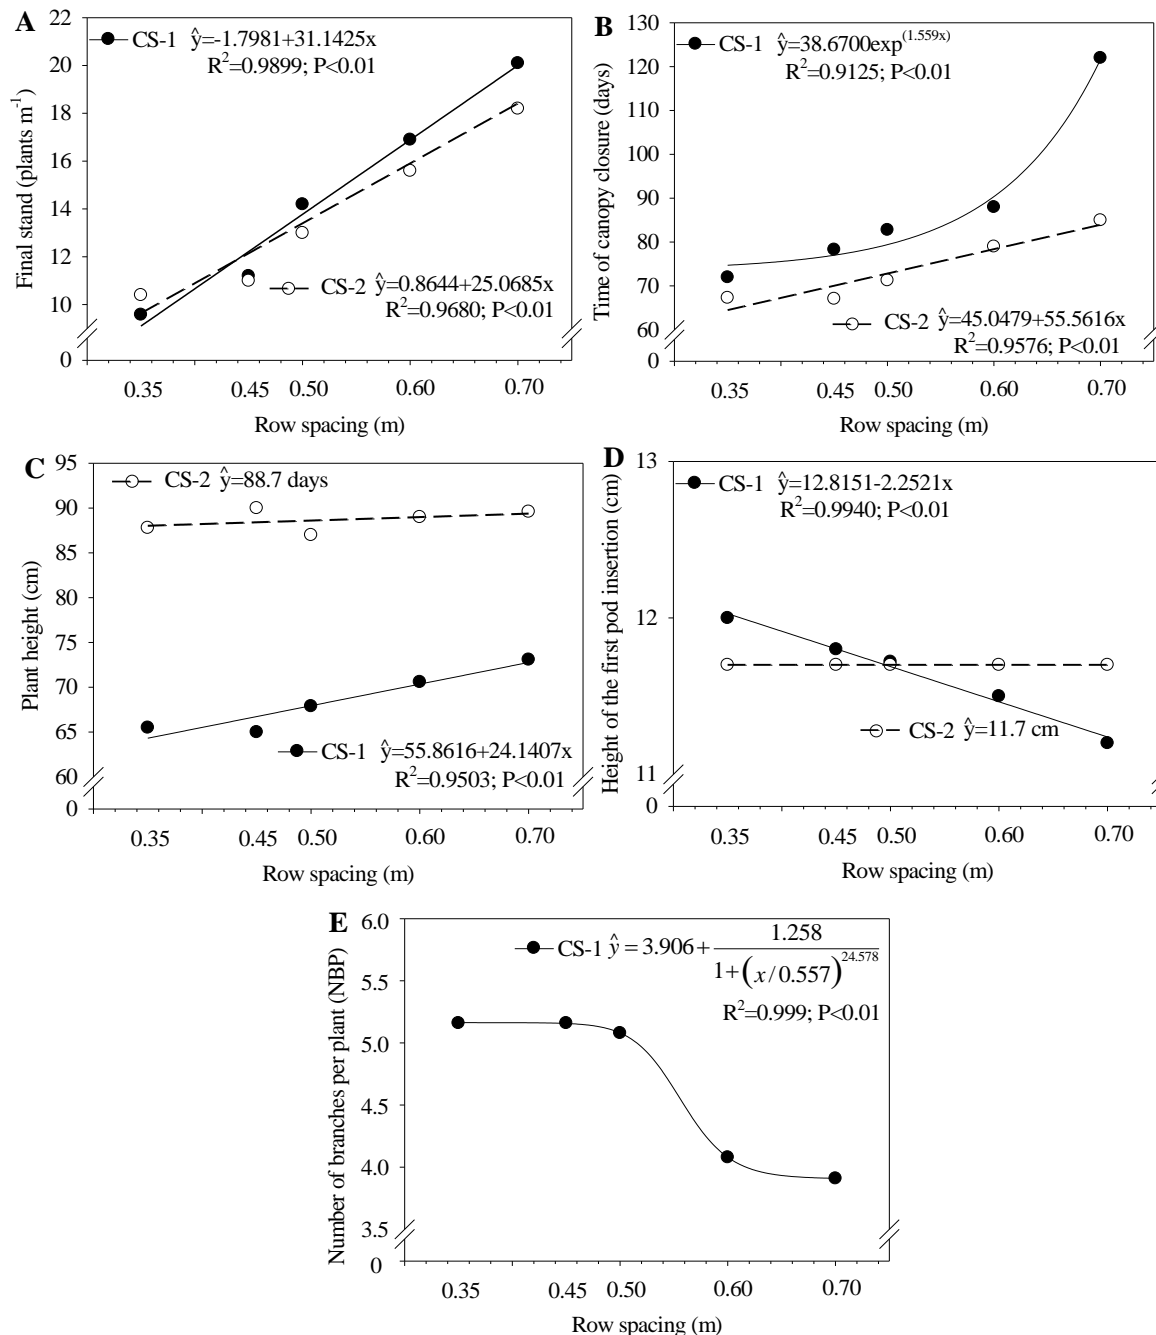 A
CS-1 ŷ=-1.7981+31.1425x
R²=0.9899; P<0.01
CS-2 ŷ=0.8644+25.0685x
R²=0.9680; P<0.01
Final stand (plants m⁻¹)
22
20
18
16
14
12
10
0
0.35 0.45 0.50 0.60 0.70
Row spacing (m)
B
CS-1 ŷ=38.6700exp^(1.559x)
R²=0.9125; P<0.01
CS-2 ŷ=45.0479+55.5616x
R²=0.9576; P<0.01
Time of canopy closure (days)
130
120
110
100
90
80
70
60
0
0.35 0.45 0.50 0.60 0.70
Row spacing (m)
C
CS-2 ŷ=88.7 days
CS-1 ŷ=55.8616+24.1407x
R²=0.9503; P<0.01
Plant height (cm)
95
90
85
80
75
70
65
60
0
0.35 0.45 0.50 0.60 0.70
Row spacing (m)
D
CS-1 ŷ=12.8151-2.2521x
R²=0.9940; P<0.01
CS-2 ŷ=11.7 cm
Height of the first pod insertion (cm)
13
12
11
0
0.35 0.45 0.50 0.60 0.70
Row spacing (m)
E
CS-1 ŷ = 3.906 + 1.258 / 1+(x/0.557)^24.578
R²=0.999; P<0.01
Number of branches per plant (NBP)
6.0
5.5
5.0
4.5
4.0
3.5
0
0.35 0.45 0.50 0.60 0.70
Row spacing (m)